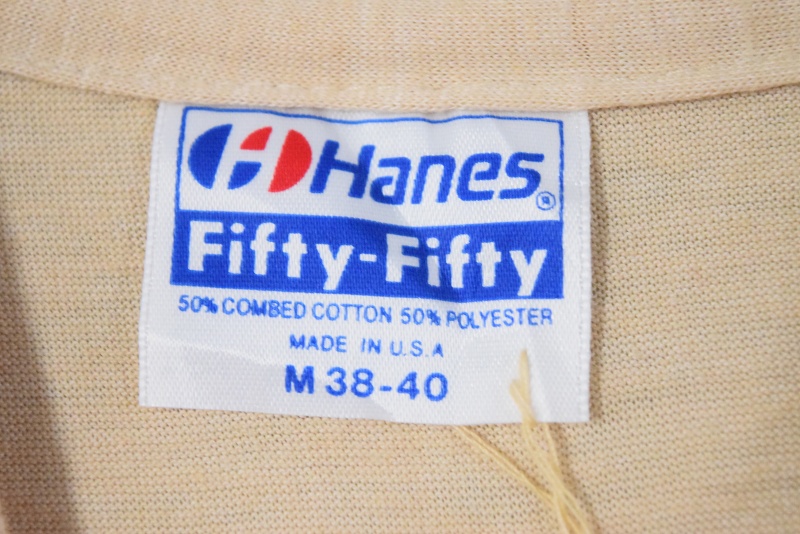 Hanes®
Fifty-Fifty
50% COMBED COTTON 50% POLYESTER
MADE IN U.S.A
M 38-40